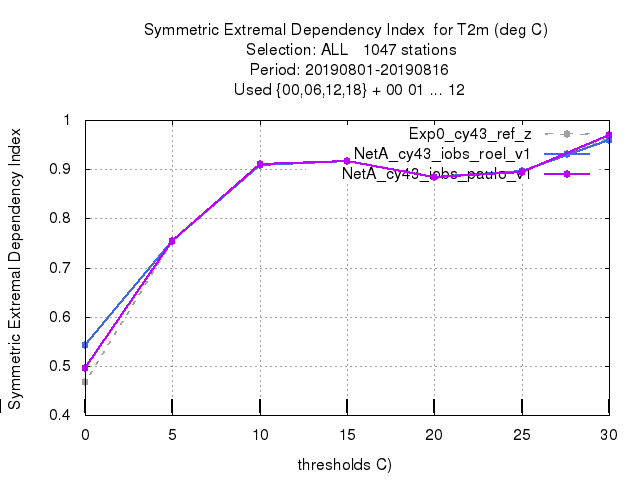 Symmetric Extremal Dependency Index for T2m (deg C)
Selection: ALL 1047 stations
Period: 20190801-20190816
Used {00,06,12,18} + 00 01 ... 12
Symmetric Extremal Dependency Index
1
0.9
0.8
0.7
0.6
0.5
0.4
Exp0_cy43_ref_z
NetA_cy43_iobs_roel_v1
NetA_cy43_iobs_paulo_v1
0 5 10 15 20 25 30
thresholds C)